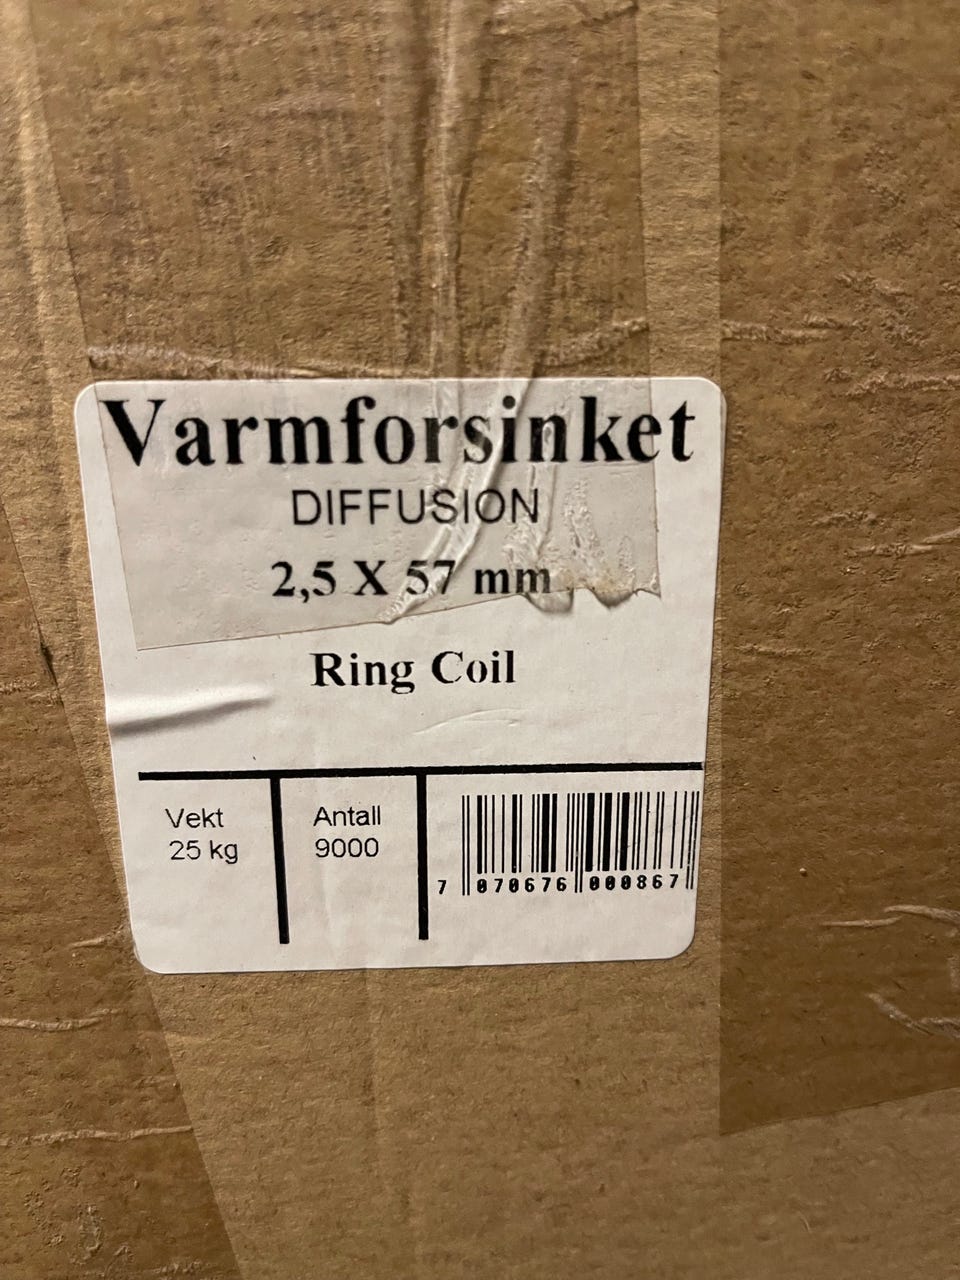 Varmforsinket
DIFFUSION
2,5 X 57 mm
Ring Coil
Vekt
25 kg
Antall
9000
7 070676 000867